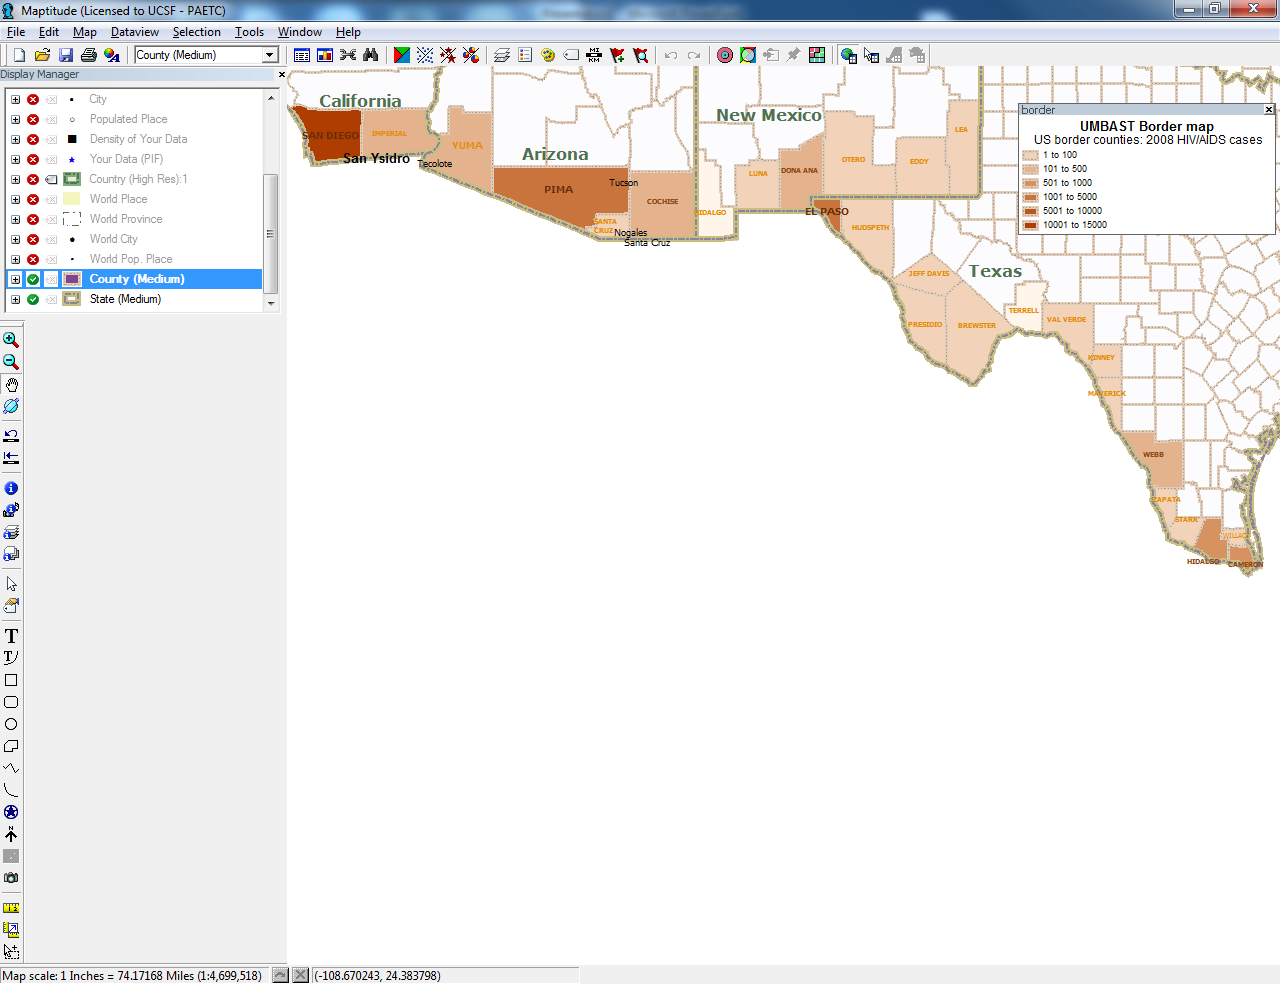 Maptitude (Licensed to UCSF - PAETC)
File Edit Map Dataview Selection Tools Window Help
County (Medium)
MI
KM
Display Manager
City
Populated Place
Density of Your Data
Your Data (PIF)
Country (High Res):1
World Place
World Province
World City
World Pop. Place
County (Medium)
State (Medium)
California
SAN DIEGO
IMPERIAL
San Ysidro
Tecolote
YUMA
Arizona
PIMA
Tucson
COCHISE
SANTA
CRUZ
Nogales
Santa Cruz
New Mexico
HIDALGO
LUNA
DONA ANA
OTERO
EDDY
LEA
EL PASO
HUDSPETH
JEFF DAVIS
Texas
PRESIDIO
BREWSTER
TERRELL
VAL VERDE
KINNEY
MAVERICK
WEBB
ZAPATA
STARR
HIDALGO
CAMERON
border
UMBAST Border map
US border counties: 2008 HIV/AIDS cases
1 to 100
101 to 500
501 to 1000
1001 to 5000
5001 to 10000
10001 to 15000
T
T
N
Map scale: 1 Inches = 74.17168 Miles (1:4,699,518)
(-108.670243, 24.383798)